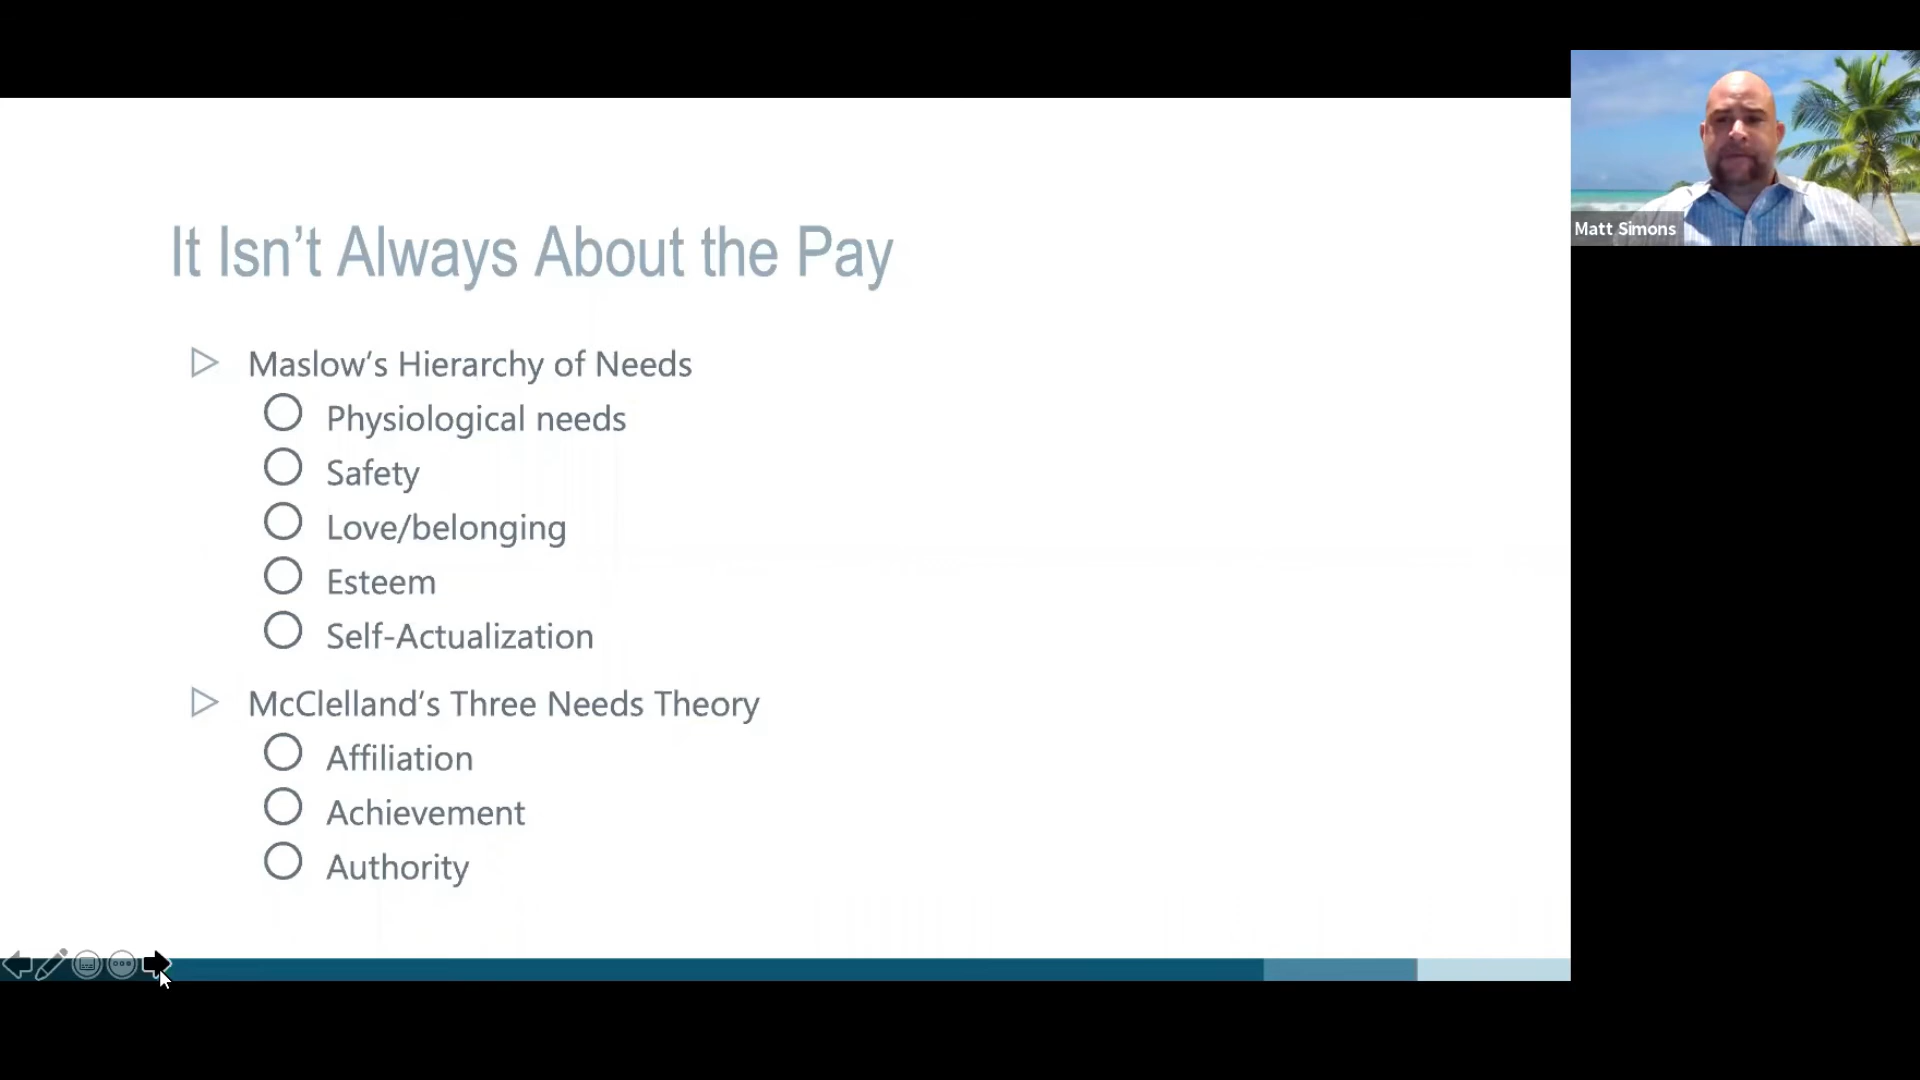 It Isn’t Always About the Pay
Maslow’s Hierarchy of Needs
Physiological needs
Safety
Love/belonging
Esteem
Self-Actualization
McClelland’s Three Needs Theory
Affiliation
Achievement
Authority
Matt Simons